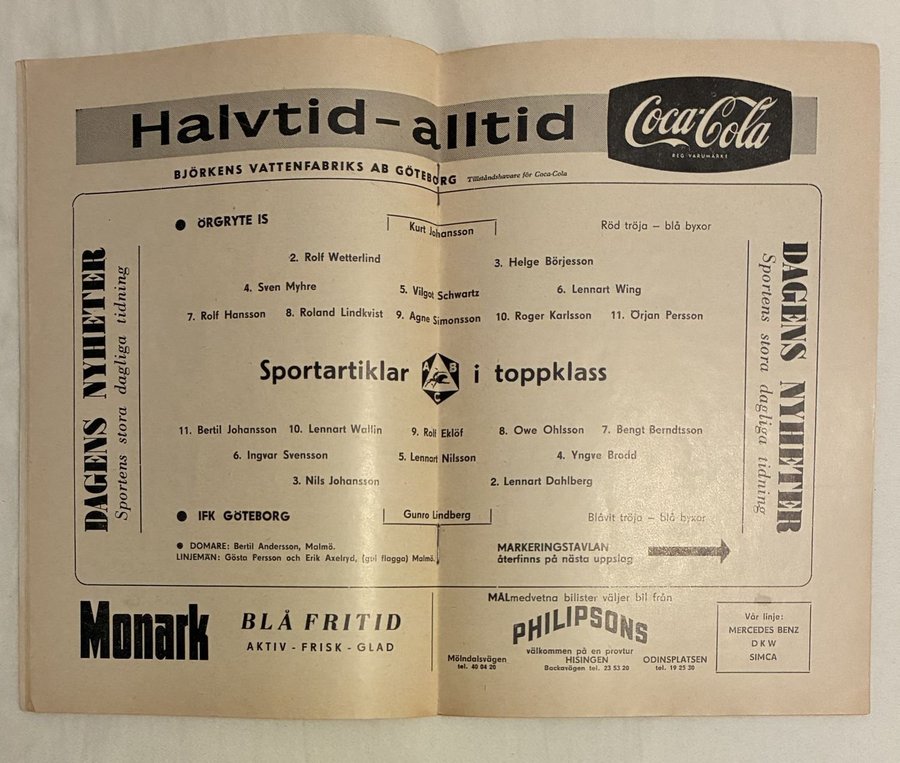 Halvtid-alltid
Coca-Cola
REG. VARUMÄRKE
BJÖRKENS VATTENFABRIKS AB GÖTEBORG Tillståndshavare för Coca-Cola
DAGENS NYHETER
Sportens stora dagliga tidning
● ÖRGRYTE IS
Kurt Johansson
Röd tröja – blå byxor
2. Rolf Wetterlind
3. Helge Börjesson
4. Sven Myhre
5. Vilgot Schwartz
6. Lennart Wing
7. Rolf Hansson 8. Roland Lindkvist 9. Agne Simonsson 10. Roger Karlsson 11. Örjan Persson
Sportartiklar ABC i toppklass
11. Bertil Johansson 10. Lennart Wallin 9. Rolf Eklöf 8. Owe Ohlsson 7. Bengt Berndtsson
6. Ingvar Svensson 5. Lennart Nilsson 4. Yngve Brodd
3. Nils Johansson 2. Lennart Dahlberg
● IFK GÖTEBORG
Gunro Lindberg
Blåvit tröja – blå byxor
● DOMARE: Bertil Andersson, Malmö.
LINJEMÄN: Gösta Persson och Erik Axelryd, (gul flagga) Malmö.
MARKERINGSTAVLAN
återfinns på nästa uppslag
DAGENS NYHETER
Sportens stora dagliga tidning
Monark
BLÅ FRITID
AKTIV - FRISK - GLAD
MÅLmedvetna bilister väljer bil från
PHILIPSONS
välkommen på en provtur
Mölndalsvägen HISINGEN ODINSPLATSEN
tel. 40 04 20 Backavägen tel. 23 53 20 tel. 19 25 30
Vår linje:
MERCEDES BENZ
DKW
SIMCA